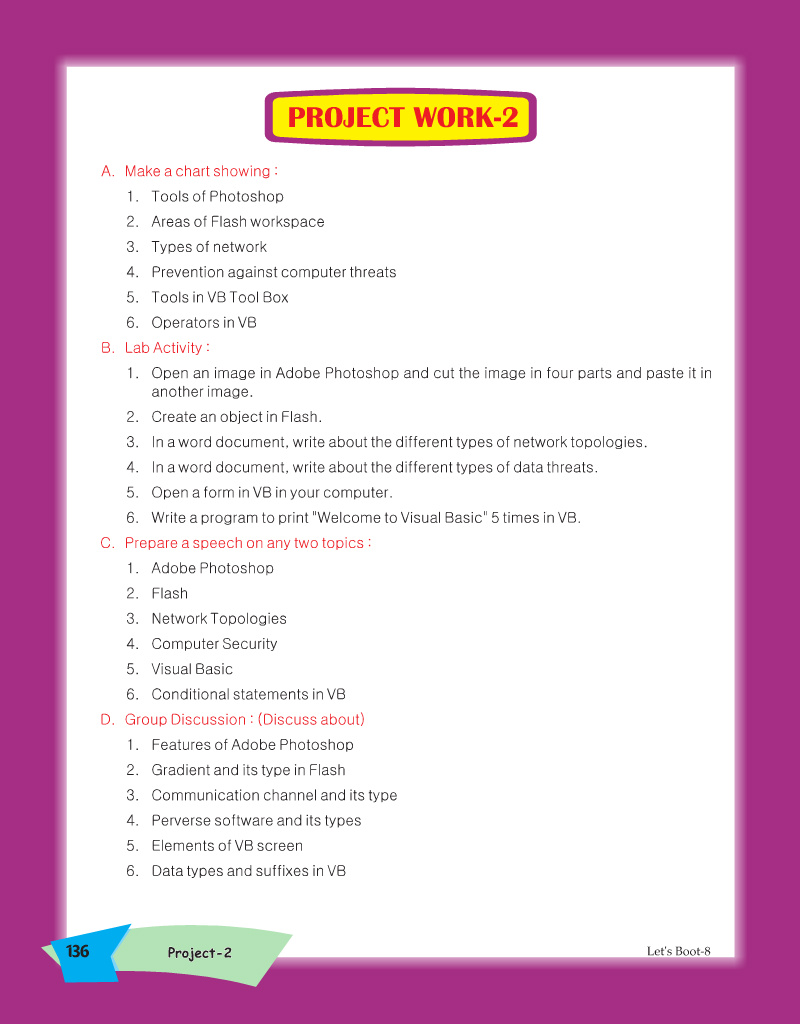 PROJECT WORK-2
A. Make a chart showing :
1. Tools of Photoshop
2. Areas of Flash workspace
3. Types of network
4. Prevention against computer threats
5. Tools in VB Tool Box
6. Operators in VB
B. Lab Activity :
1. Open an image in Adobe Photoshop and cut the image in four parts and paste it in
another image.
2. Create an object in Flash.
3. In a word document, write about the different types of network topologies.
4. In a word document, write about the different types of data threats.
5. Open a form in VB in your computer.
6. Write a program to print "Welcome to Visual Basic" 5 times in VB.
C. Prepare a speech on any two topics :
1. Adobe Photoshop
2. Flash
3. Network Topologies
4. Computer Security
5. Visual Basic
6. Conditional statements in VB
D. Group Discussion : (Discuss about)
1. Features of Adobe Photoshop
2. Gradient and its type in Flash
3. Communication channel and its type
4. Perverse software and its types
5. Elements of VB screen
6. Data types and suffixes in VB
136 Project-2 Let's Boot-8